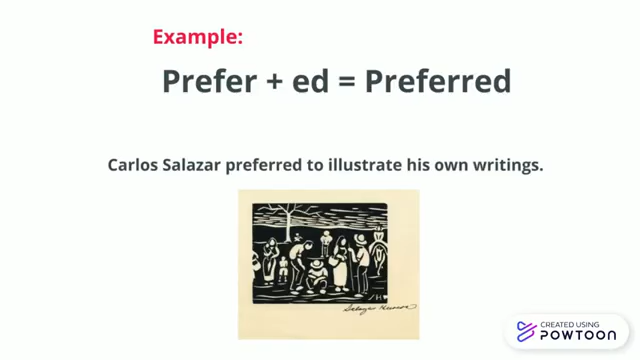 Example:
Prefer + ed = Preferred
Carlos Salazar preferred to illustrate his own writings.
CREATED USING
POWTOON